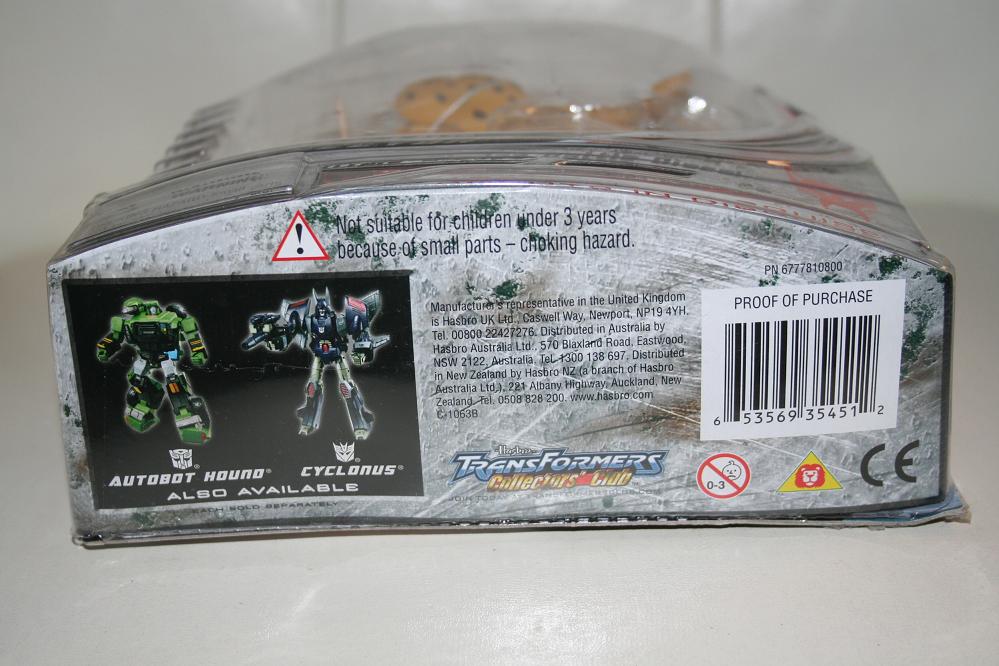 WARNING
Not suitable for children under 3 years
because of small parts – choking hazard.
PN 6777810800
Manufacturer's representative in the United Kingdom
is Hasbro UK Ltd., Caswell Way, Newport, NP19 4YH.
Tel. 00800 22427276. Distributed in Australia by
Hasbro Australia Ltd., 570 Blaxland Road, Eastwood,
NSW 2122, Australia. Tel. 1300 138 697. Distributed
in New Zealand by Hasbro NZ (a branch of Hasbro
Australia Ltd.), 221 Albany Highway, Auckland, New
Zealand. Tel. 0508 828 200. www.hasbro.com
C-1063B
PROOF OF PURCHASE
6 53569 35451 2
AUTOBOT HOUND® CYCLONUS®
ALSO AVAILABLE
EACH SOLD SEPARATELY
Hasbro
TRANSFORMERS
Collectors' Club
JOIN TODAY
0-3
CE